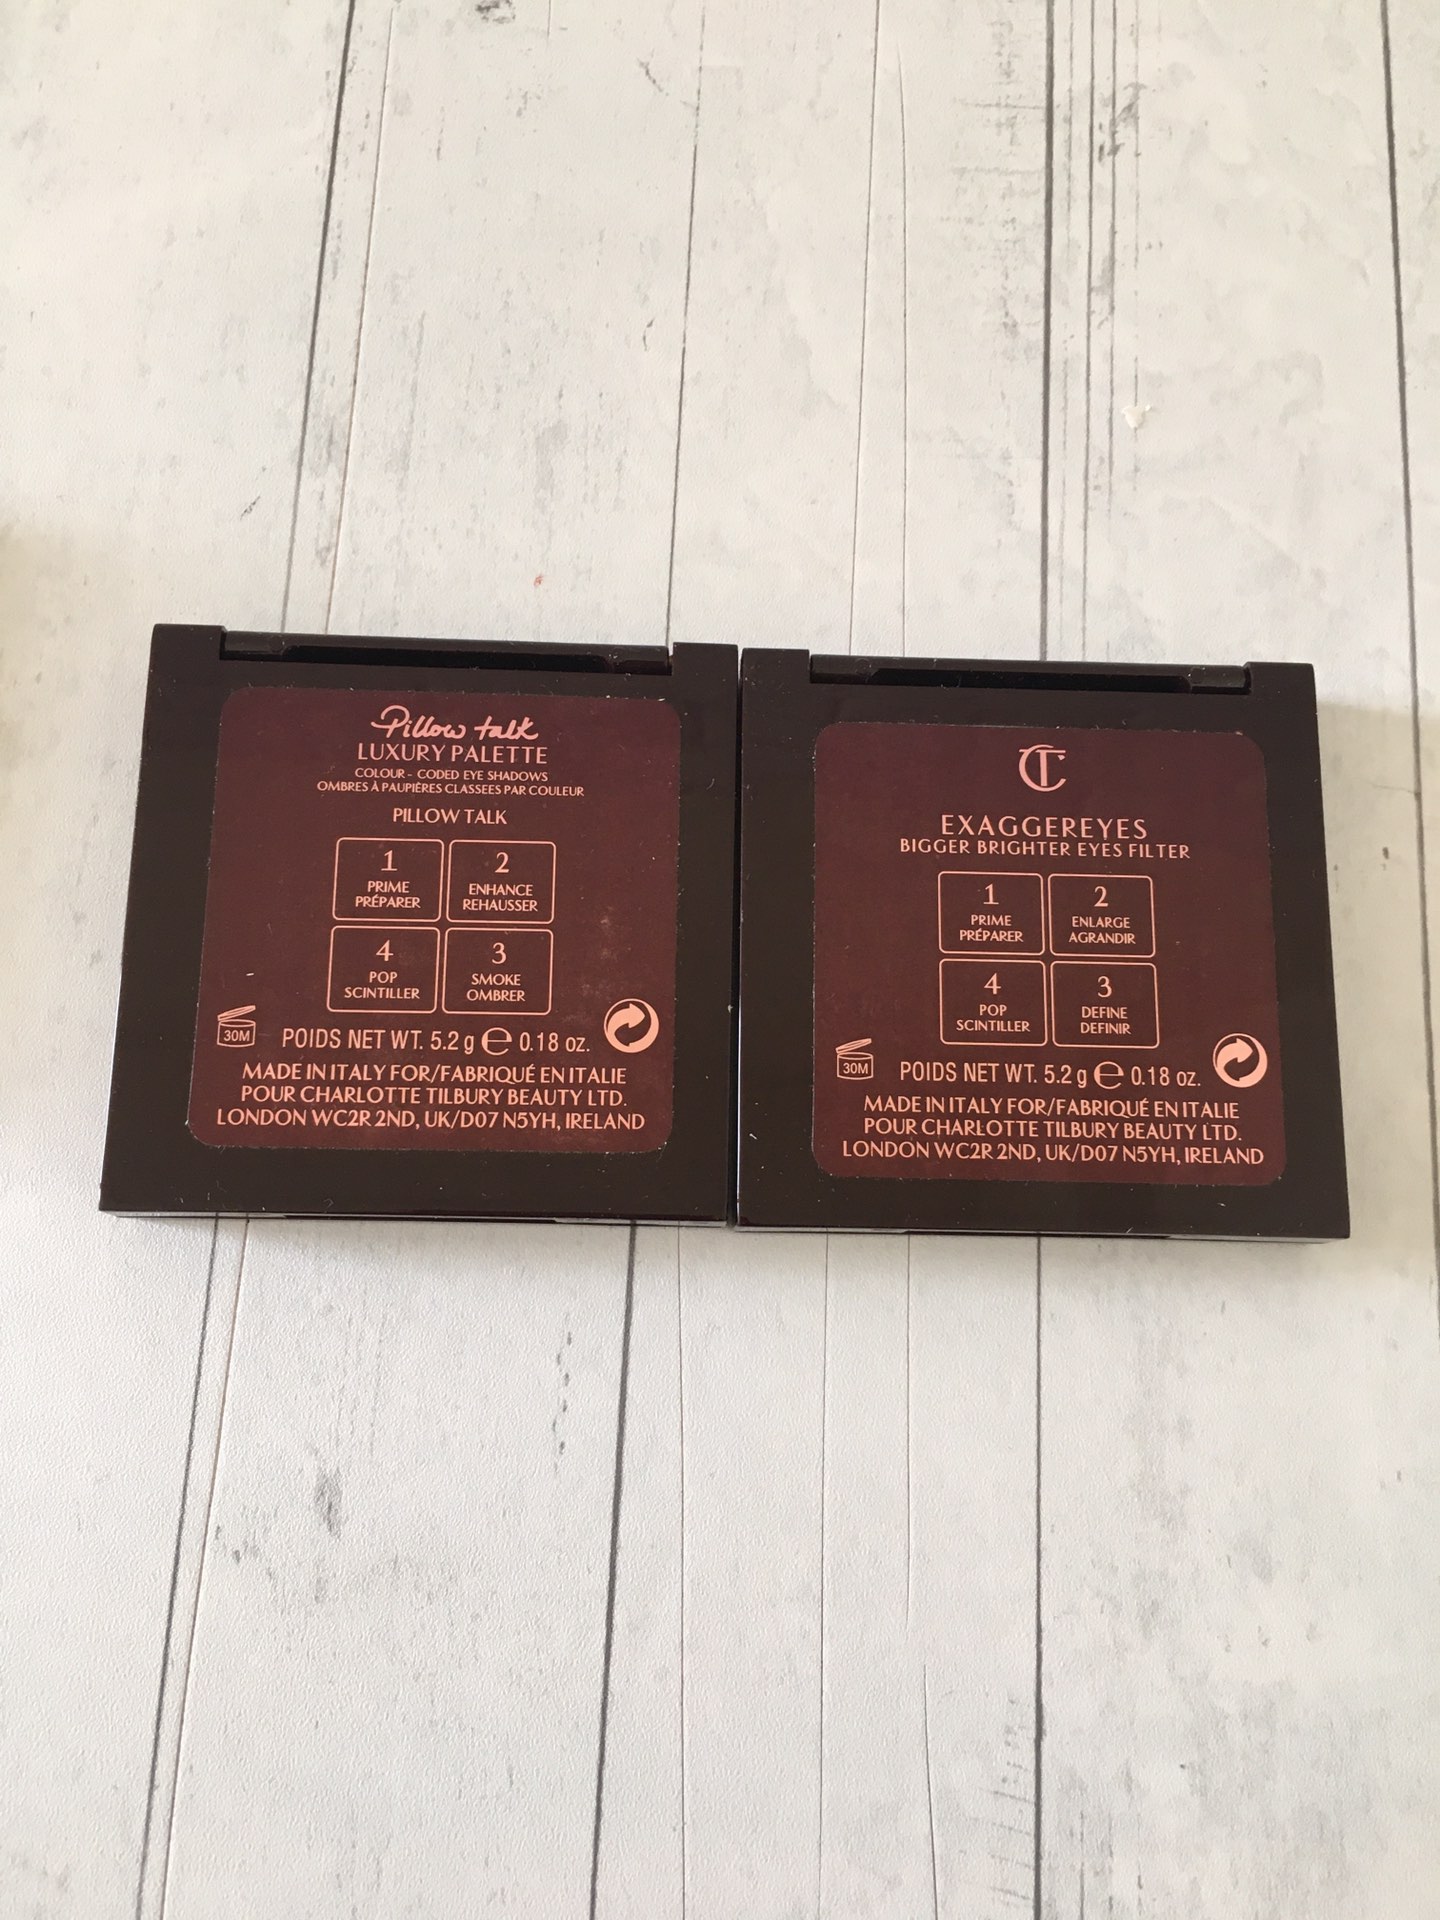 Pillow talk
LUXURY PALETTE
COLOUR - CODED EYE SHADOWS
OMBRES À PAUPIÈRES CLASSEES PAR COULEUR
PILLOW TALK
1
PRIME
PRÉPARER
2
ENHANCE
REHAUSSER
4
POP
SCINTILLER
3
SMOKE
OMBRER
30M
POIDS NET WT. 5.2 g ℮ 0.18 oz.
MADE IN ITALY FOR/FABRIQUÉ EN ITALIE
POUR CHARLOTTE TILBURY BEAUTY LTD.
LONDON WC2R 2ND, UK/D07 N5YH, IRELAND
CT
EXAGGEREYES
BIGGER BRIGHTER EYES FILTER
1
PRIME
PRÉPARER
2
ENLARGE
AGRANDIR
4
POP
SCINTILLER
3
DEFINE
DEFINIR
30M
POIDS NET WT. 5.2 g ℮ 0.18 oz.
MADE IN ITALY FOR/FABRIQUÉ EN ITALIE
POUR CHARLOTTE TILBURY BEAUTY LTD.
LONDON WC2R 2ND, UK/D07 N5YH, IRELAND